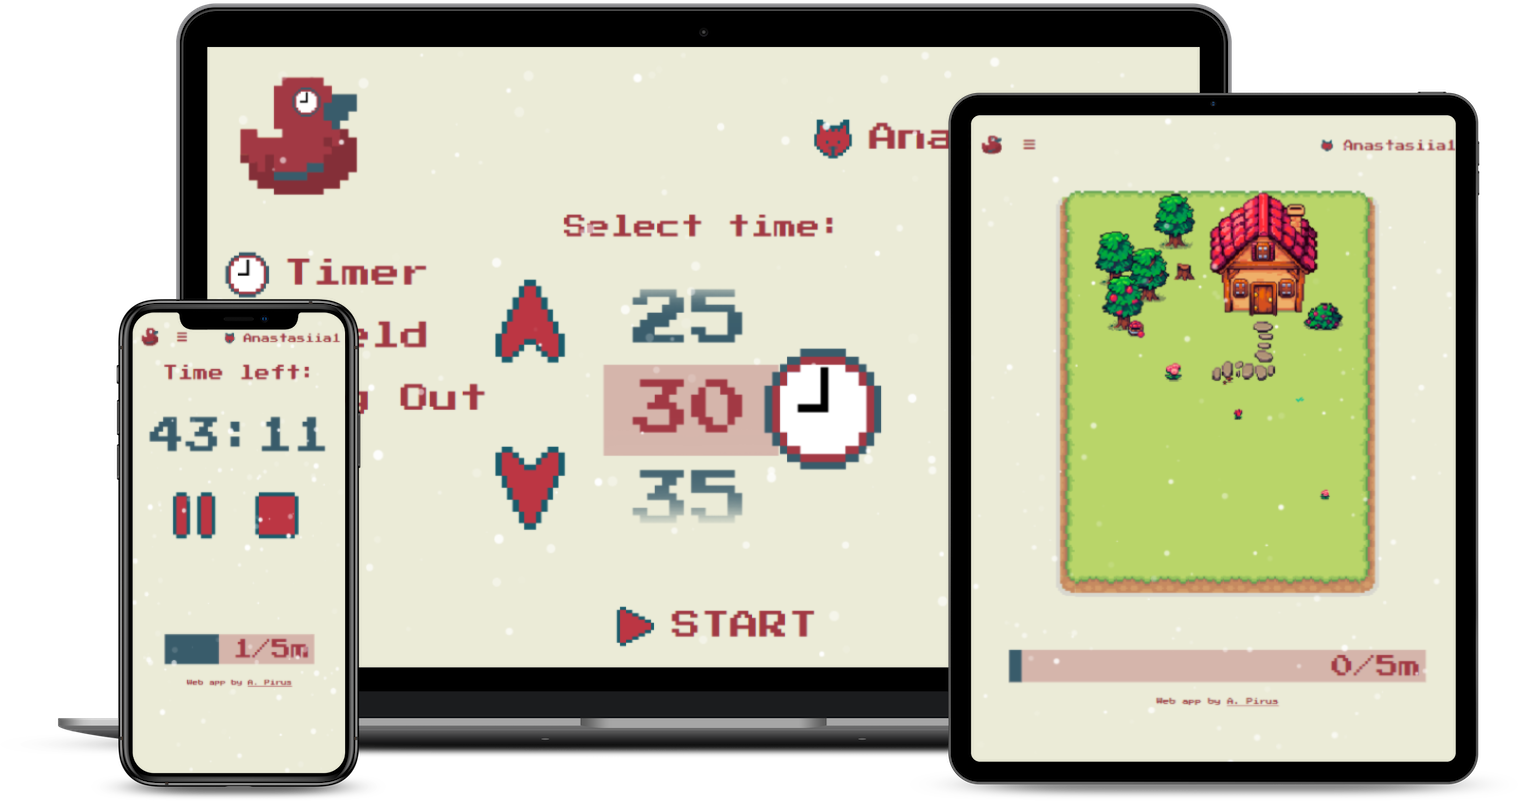 Ana
Select time:
Timer
eld
Out
25
30
35
START
Anastasiia1
Time left:
43:11
1/5m
Web app by A. Pirus
Anastasiia1
0/5m
Web app by A. Pirus